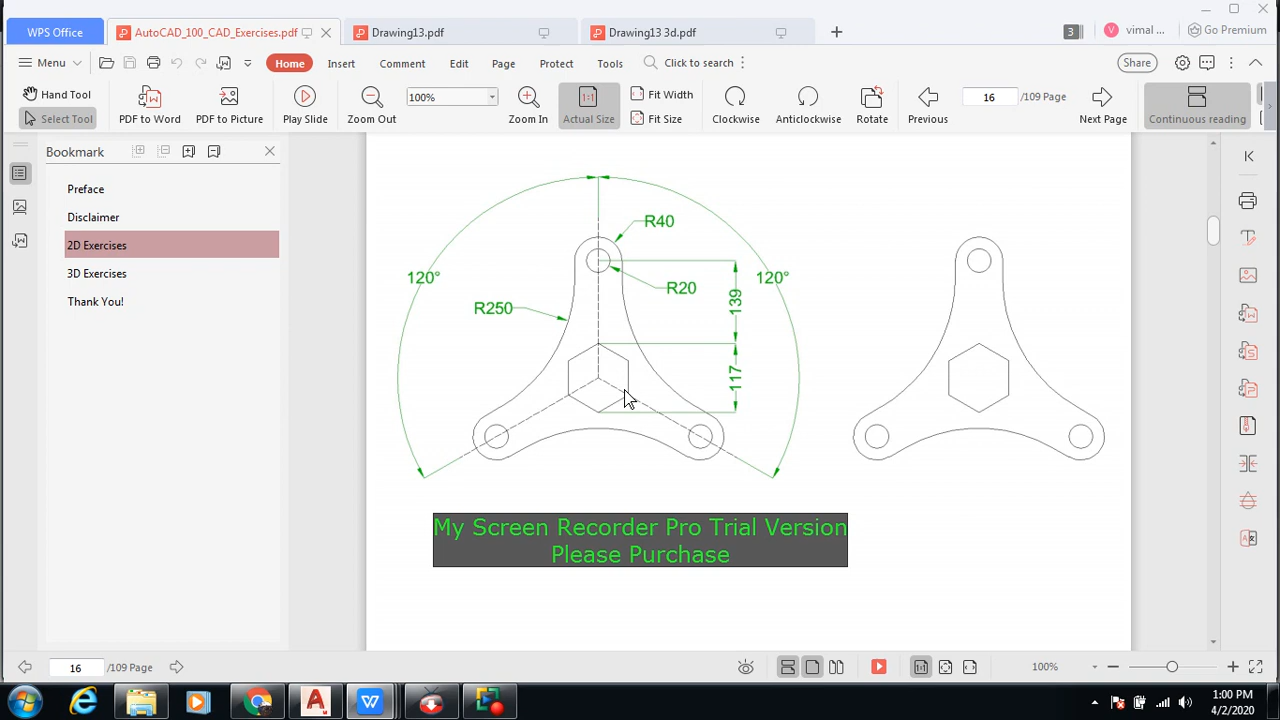 WPS Office
AutoCAD_100_CAD_Exercises.pdf
Drawing13.pdf
Drawing13 3d.pdf
3
V
vimal ...
Go Premium
Menu
Home
Insert
Comment
Edit
Page
Protect
Tools
Click to search
Share
Hand Tool
Select Tool
PDF to Word
PDF to Picture
Play Slide
Zoom Out
100%
Zoom In
1:1
Actual Size
Fit Width
Fit Size
Clockwise
Anticlockwise
Rotate
Previous
16
/109 Page
Next Page
Continuous reading
Bookmark
Preface
Disclaimer
2D Exercises
3D Exercises
Thank You!
R40
120°
120°
R20
R250
139
117
My Screen Recorder Pro Trial Version
Please Purchase
16
/109 Page
100%
1:00 PM
4/2/2020